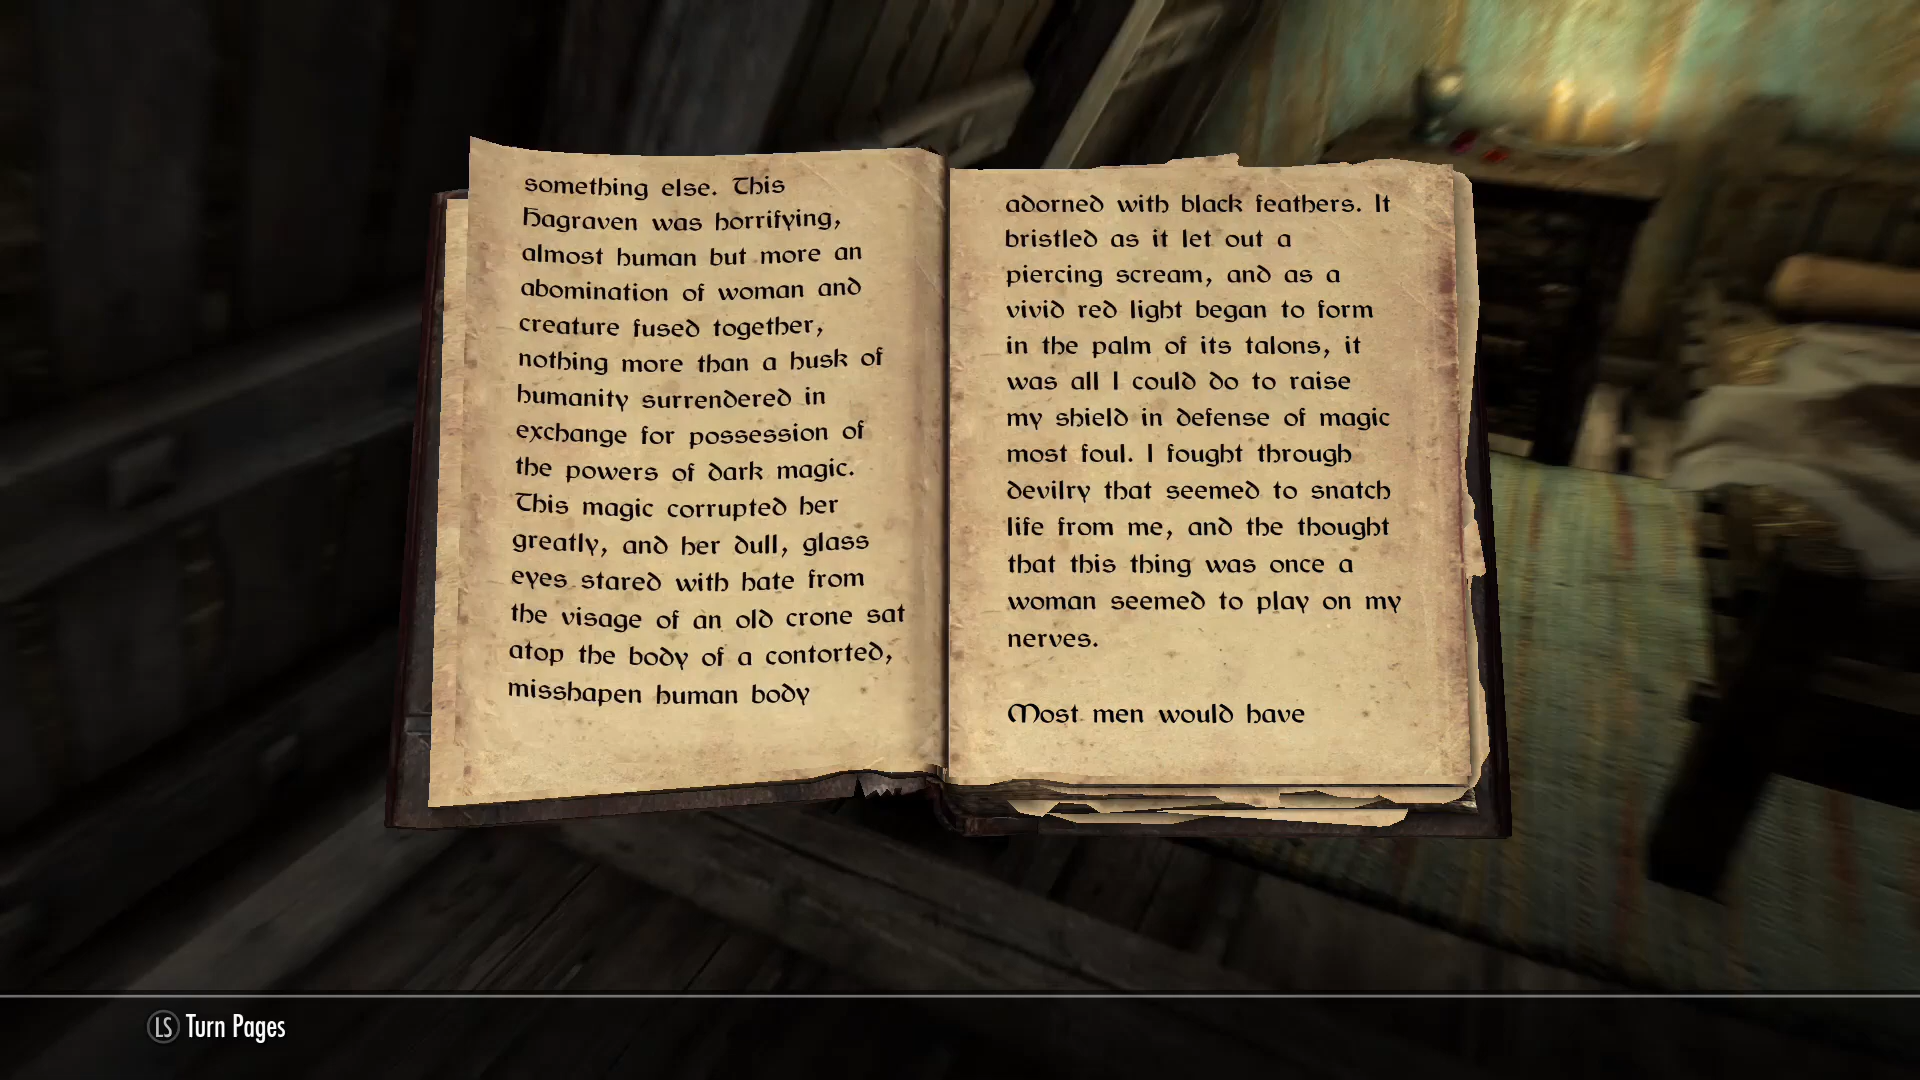 something else. This
Hagraven was horrifying,
almost human but more an
abomination of woman and
creature fused together,
nothing more than a husk of
humanity surrendered in
exchange for possession of
the powers of dark magic.
This magic corrupted her
greatly, and her dull, glass
eyes stared with hate from
the visage of an old crone sat
atop the body of a contorted,
misshapen human body
adorned with black feathers. It
bristled as it let out a
piercing scream, and as a
vivid red light began to form
in the palm of its talons, it
was all I could do to raise
my shield in defense of magic
most foul. I fought through
devilry that seemed to snatch
life from me, and the thought
that this thing was once a
woman seemed to play on my
nerves.
Most men would have
LS Turn Pages